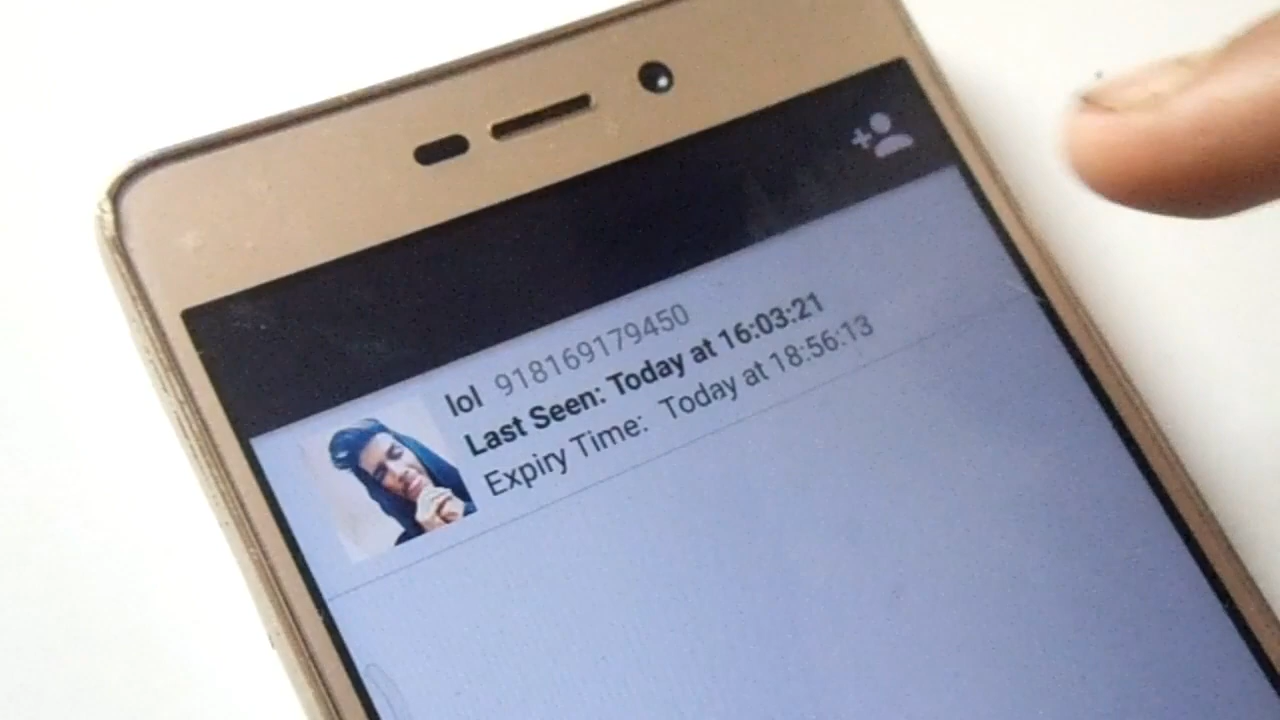 lol 918169179450
Last Seen: Today at 16:03:21
Expiry Time: Today at 18:56:13